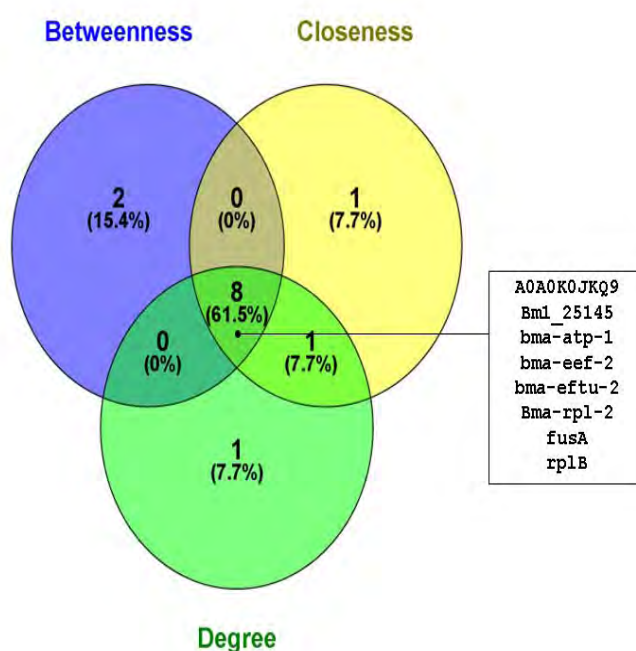 Betweenness
Closeness
2
(15.4%)
0
(0%)
1
(7.7%)
8
(61.5%)
0
(0%)
1
(7.7%)
1
(7.7%)
A0A0K0JKQ9
Bm1_25145
bma-atp-1
bma-eef-2
bma-eftu-2
Bma-rpl-2
fusA
rplB
Degree